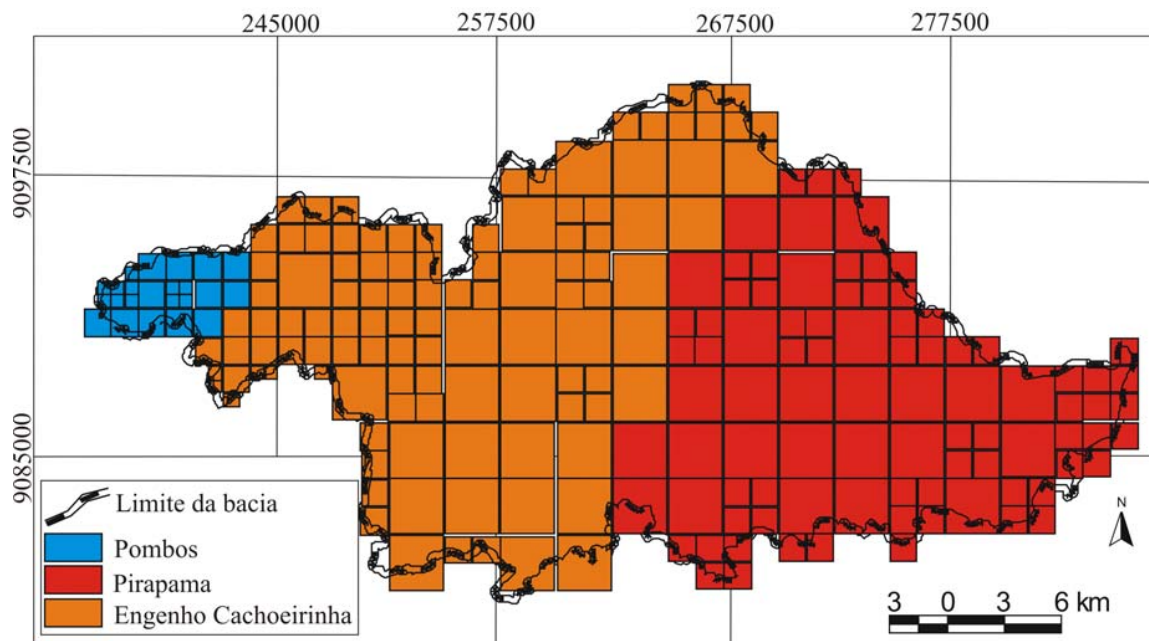 245000 257500 267500 277500
9097500
9085000
Limite da bacia
Pombos
Pirapama
Engenho Cachoeirinha
N
3 0 3 6 km